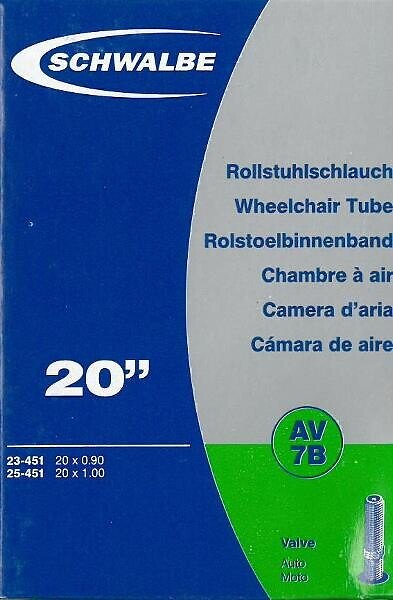 SCHWALBE
Rollstuhlschlauch
Wheelchair Tube
Rolstoelbinnenband
Chambre à air
Camera d'aria
Cámara de aire
20"
AV
7B
23-451 20 x 0.90
25-451 20 x 1.00
Valve
Auto
Moto